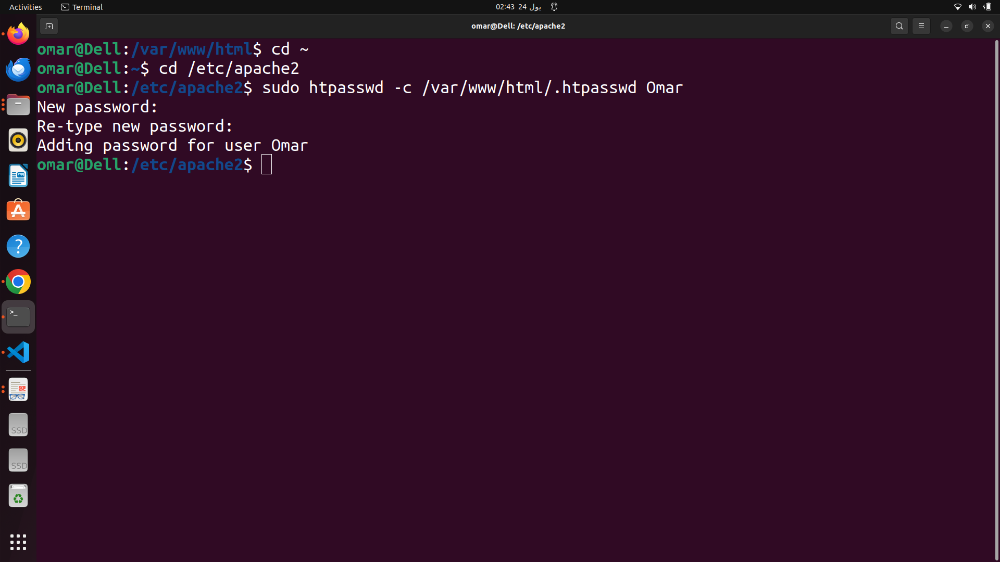 Activities
Terminal
02:43 24 يول
omar@Dell: /etc/apache2
omar@Dell:/var/www/html$ cd ~
omar@Dell:~$ cd /etc/apache2
omar@Dell:/etc/apache2$ sudo htpasswd -c /var/www/html/.htpasswd Omar
New password:
Re-type new password:
Adding password for user Omar
omar@Dell:/etc/apache2$
SSD
SSD